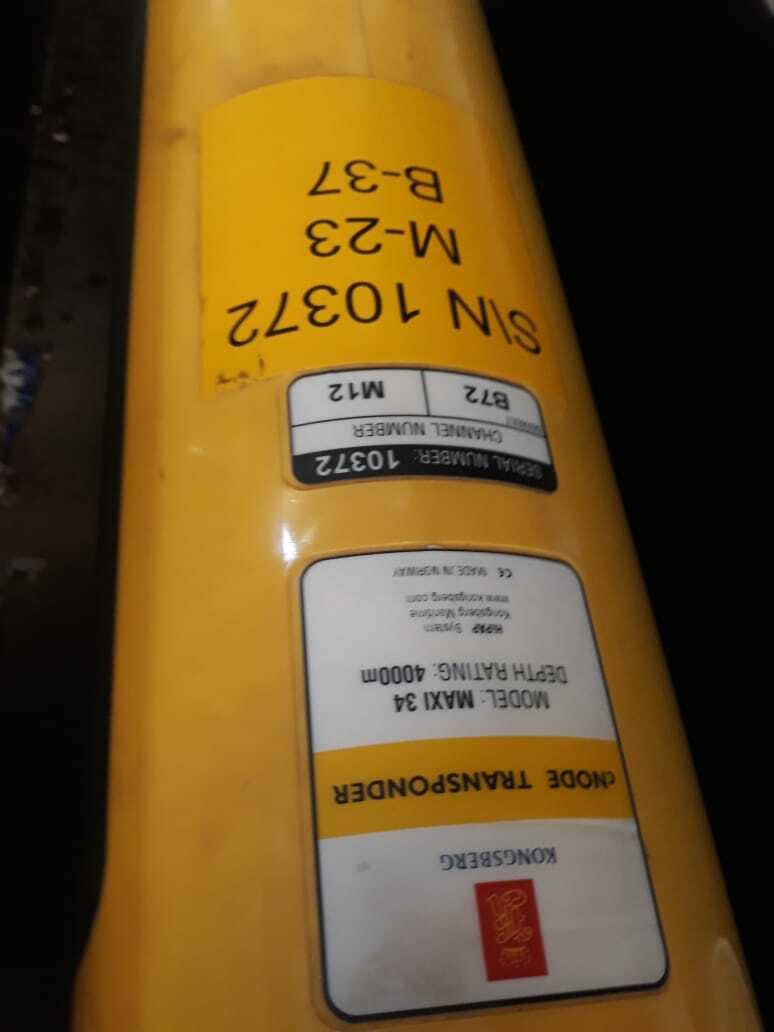 KONGSBERG
cNODE TRANSPONDER
MODEL: MAXI 34
DEPTH RATING: 4000m
HiPAP System
Kongsberg Maritime
www.kongsberg.com
CE MADE IN NORWAY
SERIAL NUMBER: 10372
CHANNEL NUMBER
B72 M12
S\N 10372
M-23
B-37